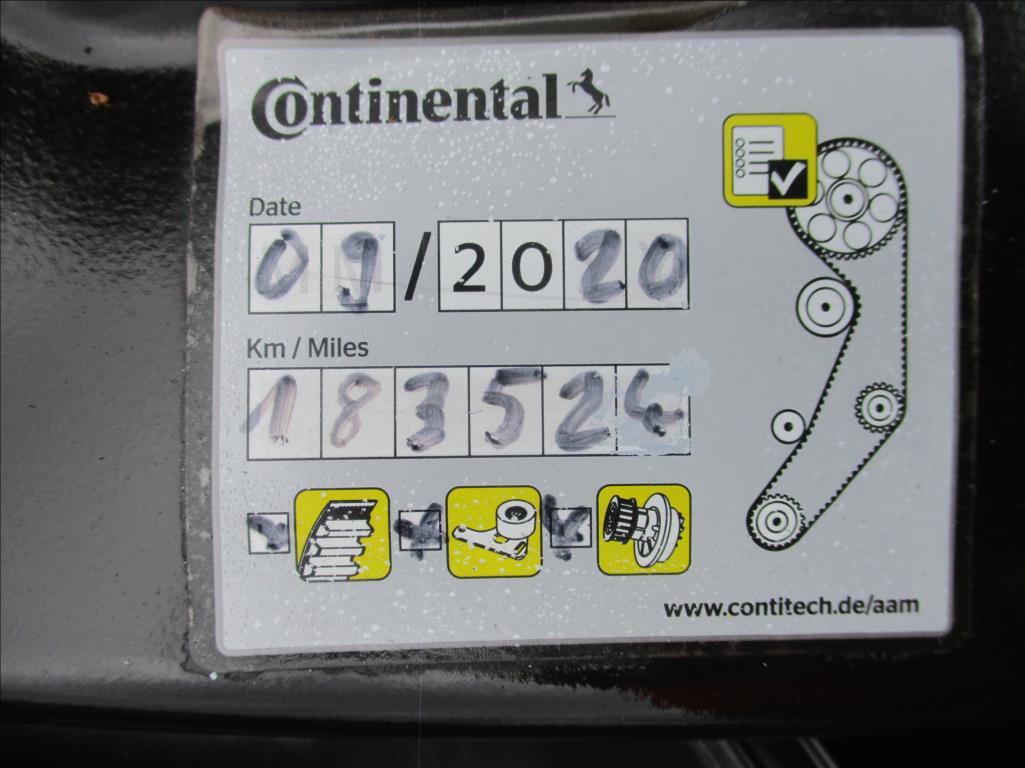 Continental
Date
09/2020
Km / Miles
183524
www.contitech.de/aam